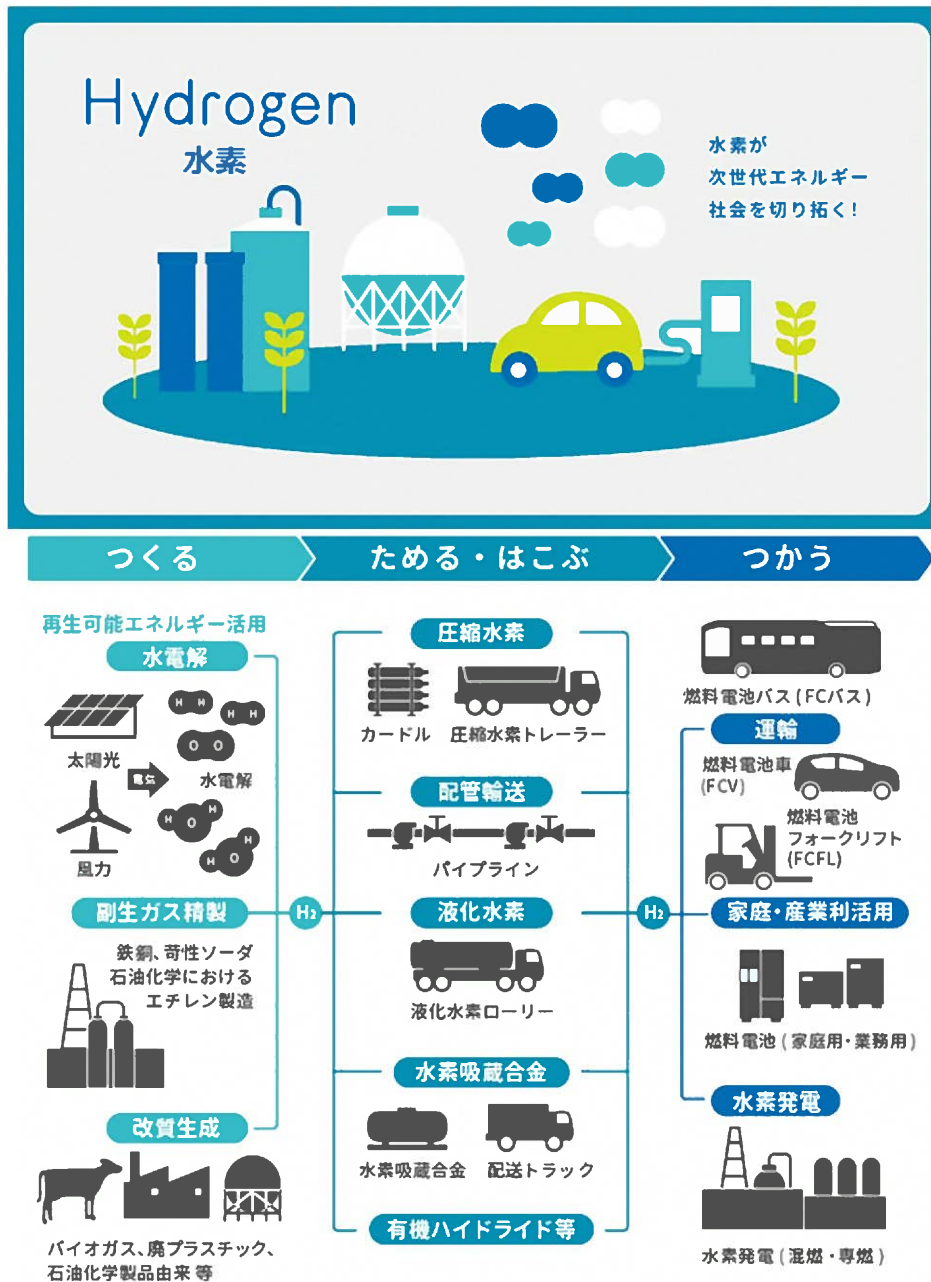 Hydrogen
水素
水素が
次世代エネルギー
社会を切り拓く!
つくる
ためる・はこぶ
つかう
再生可能エネルギー活用
水電解
太陽光
H H
H H
O O
電気
水電解
風力
H O H
H O H
副生ガス精製
鉄鋼、苛性ソーダ
石油化学における
エチレン製造
改質生成
バイオガス、廃プラスチック、
石油化学製品由来 等
H₂
圧縮水素
カードル
圧縮水素トレーラー
配管輸送
パイプライン
液化水素
液化水素ローリー
水素吸蔵合金
水素吸蔵合金
配送トラック
有機ハイドライド等
H₂
燃料電池バス(FCバス)
運輸
燃料電池車
(FCV)
燃料電池
フォークリフト
(FCFL)
家庭・産業利活用
燃料電池(家庭用・業務用)
水素発電
水素発電(混燃・専燃)